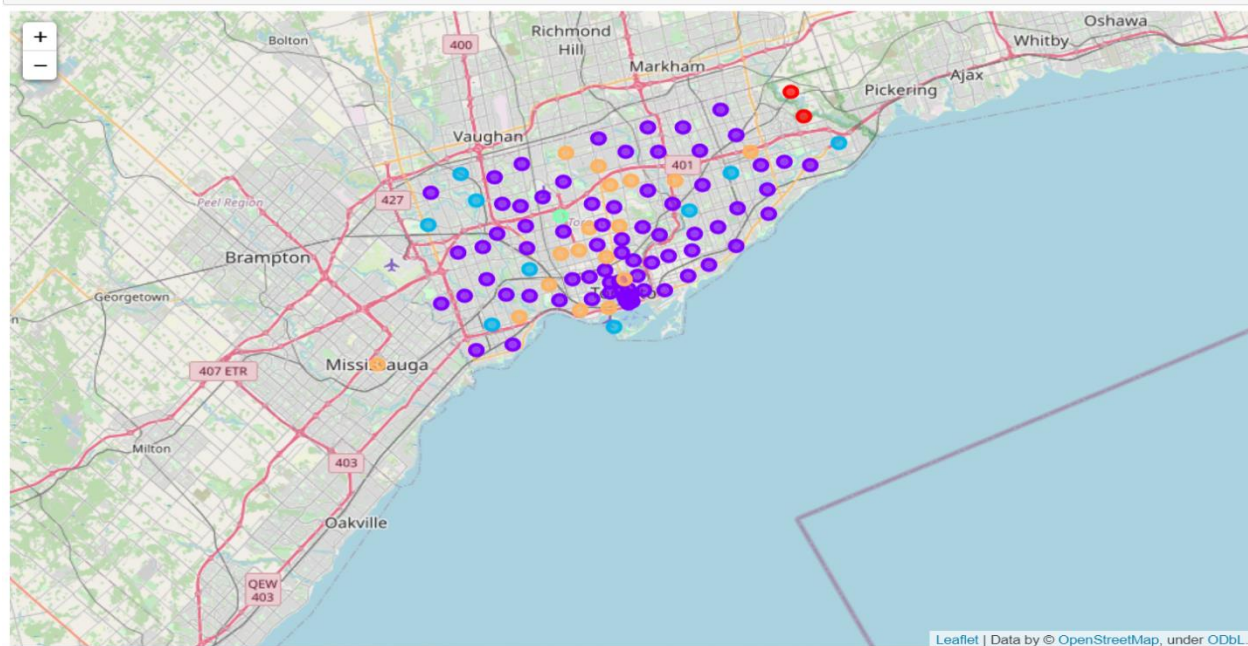 +
−
Bolton
400
Richmond
Hill
Oshawa
Whitby
Markham
Ajax
Pickering
Vaughan
401
427
Peel Region
Brampton
Georgetown
Mississauga
407 ETR
Milton
403
Oakville
QEW
403
Leaflet | Data by © OpenStreetMap, under ODbL.